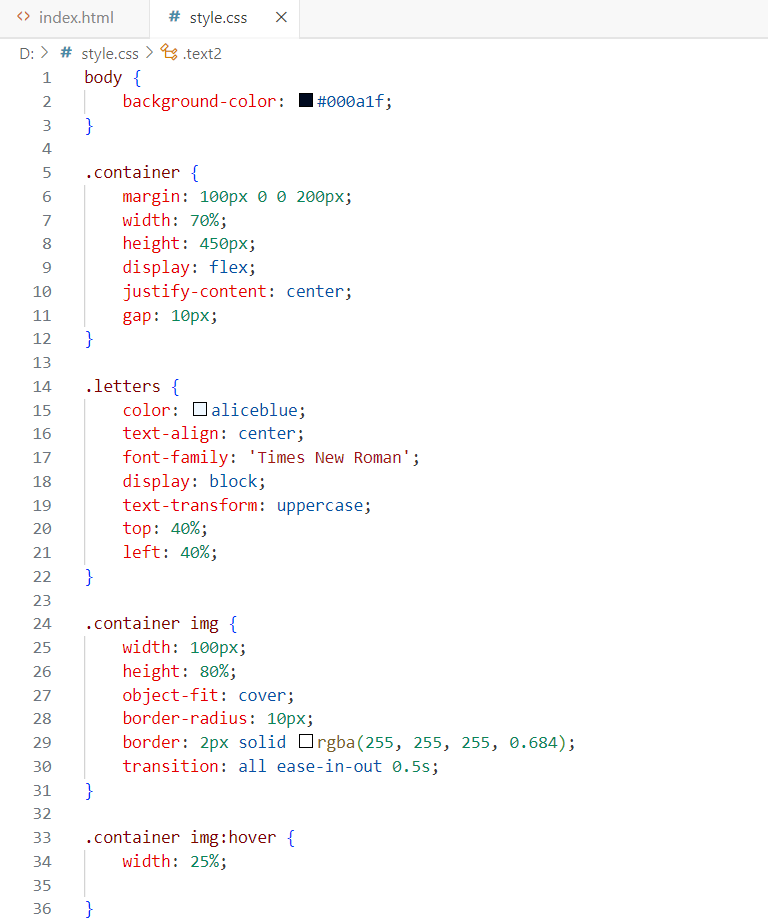 <> index.html # style.css ×
D: > # style.css > .text2
1 body {
2 background-color: #000a1f;
3 }
4
5 .container {
6 margin: 100px 0 0 200px;
7 width: 70%;
8 height: 450px;
9 display: flex;
10 justify-content: center;
11 gap: 10px;
12 }
13
14 .letters {
15 color: aliceblue;
16 text-align: center;
17 font-family: 'Times New Roman';
18 display: block;
19 text-transform: uppercase;
20 top: 40%;
21 left: 40%;
22 }
23
24 .container img {
25 width: 100px;
26 height: 80%;
27 object-fit: cover;
28 border-radius: 10px;
29 border: 2px solid rgba(255, 255, 255, 0.684);
30 transition: all ease-in-out 0.5s;
31 }
32
33 .container img:hover {
34 width: 25%;
35
36 }